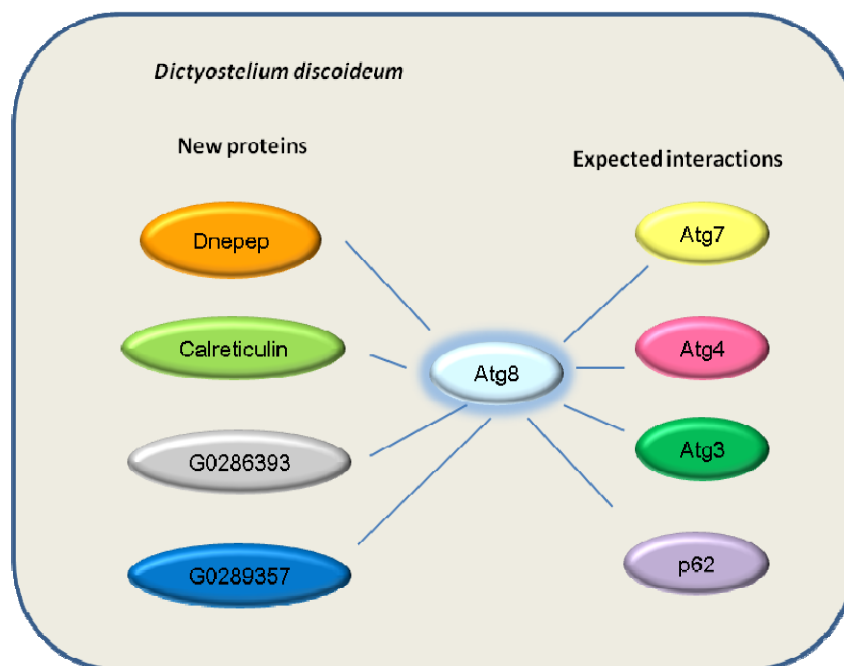 Dictyostelium discoideum
New proteins
Expected interactions
Dnepep
Calreticulin
G0286393
G0289357
Atg8
Atg7
Atg4
Atg3
p62